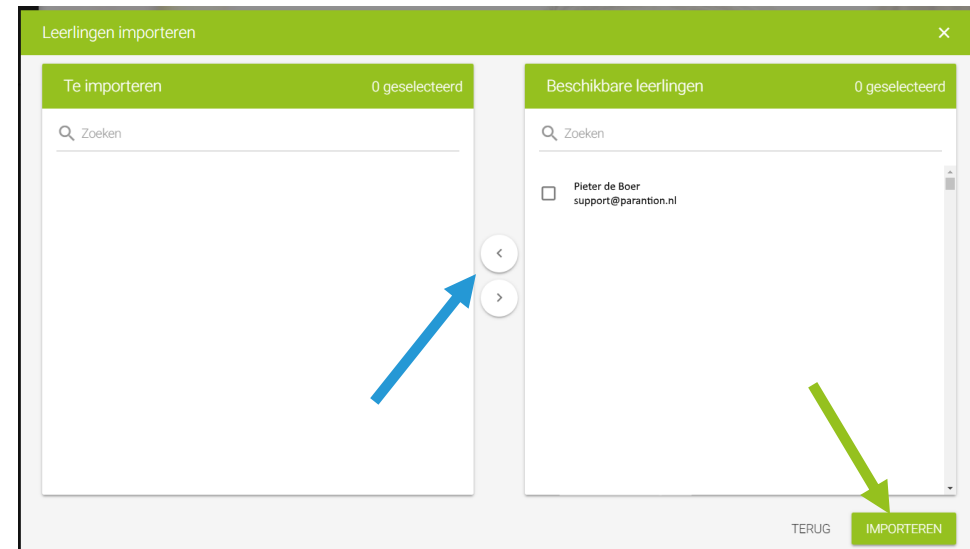 Leerlingen importeren
Te importeren 0 geselecteerd
Zoeken
Beschikbare leerlingen 0 geselecteerd
Zoeken
Pieter de Boer
support@parantion.nl
TERUG IMPORTEREN